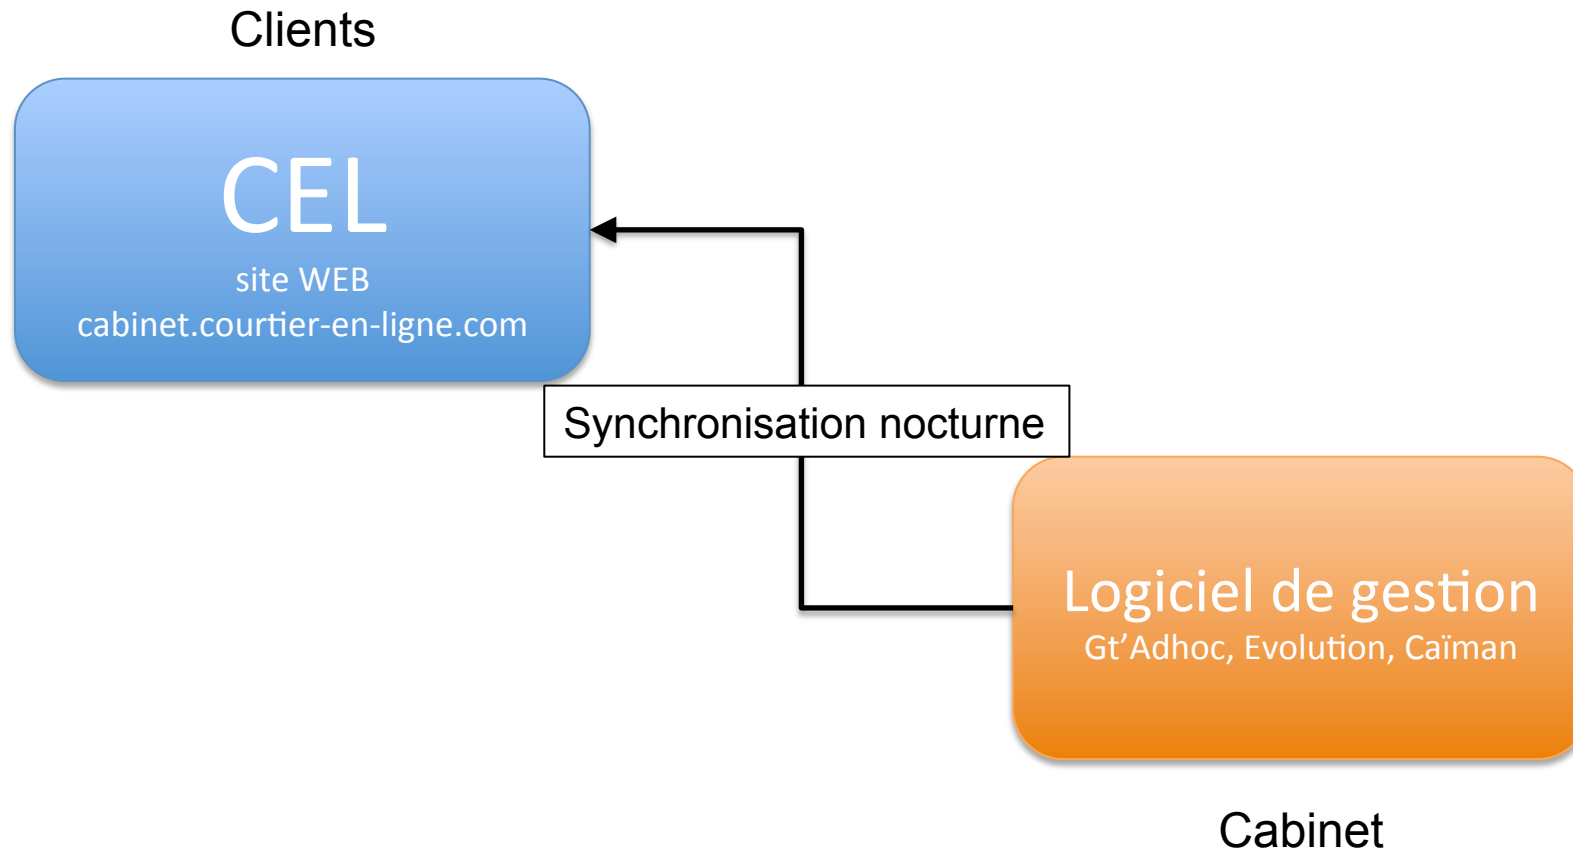 Clients
CEL
site WEB
cabinet.courtier-en-ligne.com
Synchronisation nocturne
Logiciel de gestion
Gt’Adhoc, Evolution, Caïman
Cabinet